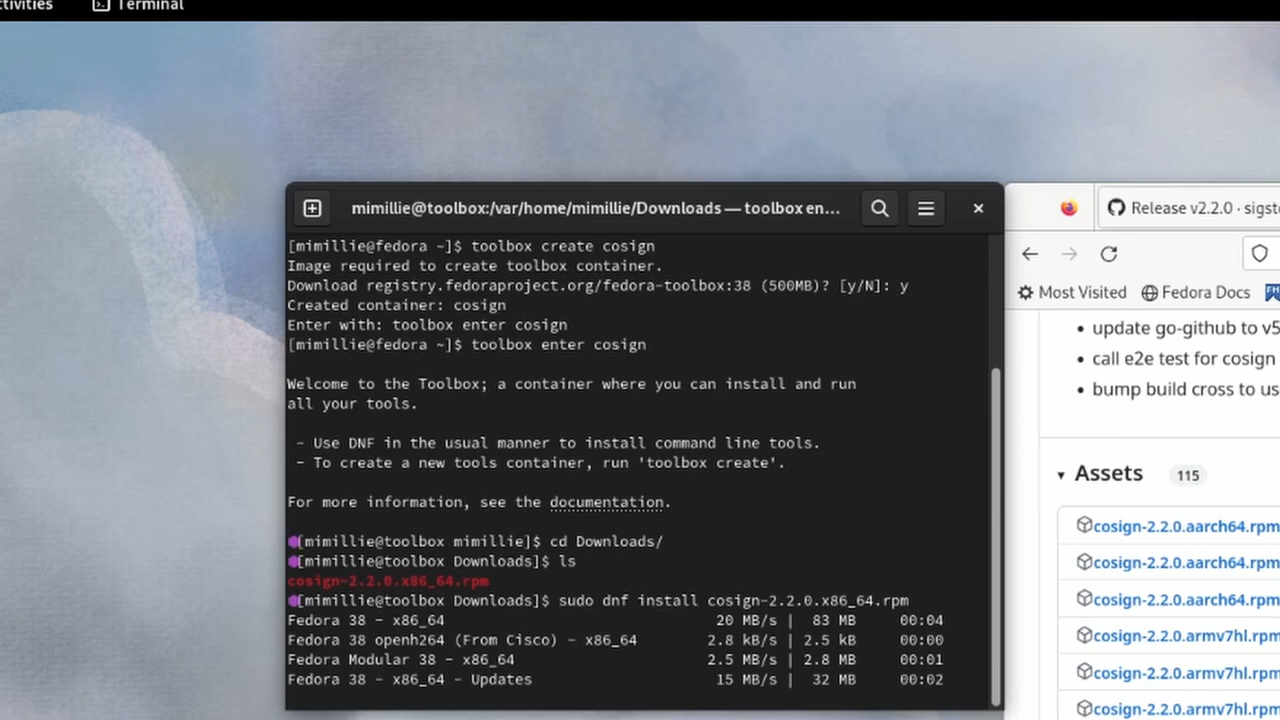 Terminal
mimillie@toolbox:/var/home/mimillie/Downloads — toolbox en...
[mimillie@fedora ~]$ toolbox create cosign
Image required to create toolbox container.
Download registry.fedoraproject.org/fedora-toolbox:38 (500MB)? [y/N]: y
Created container: cosign
Enter with: toolbox enter cosign
[mimillie@fedora ~]$ toolbox enter cosign
Welcome to the Toolbox; a container where you can install and run
all your tools.
- Use DNF in the usual manner to install command line tools.
- To create a new tools container, run 'toolbox create'.
For more information, see the documentation.
[mimillie@toolbox mimillie]$ cd Downloads/
[mimillie@toolbox Downloads]$ ls
cosign-2.2.0.x86_64.rpm
[mimillie@toolbox Downloads]$ sudo dnf install cosign-2.2.0.x86_64.rpm
Fedora 38 - x86_64 20 MB/s | 83 MB 00:04
Fedora 38 openh264 (From Cisco) - x86_64 2.8 kB/s | 2.5 kB 00:00
Fedora Modular 38 - x86_64 2.5 MB/s | 2.8 MB 00:01
Fedora 38 - x86_64 - Updates 15 MB/s | 32 MB 00:02
Release v2.2.0 · sigst
Most Visited Fedora Docs
• update go-github to v5
• call e2e test for cosign
• bump build cross to us
Assets 115
cosign-2.2.0.aarch64.rpm
cosign-2.2.0.aarch64.rpm
cosign-2.2.0.aarch64.rpm
cosign-2.2.0.armv7hl.rpm
cosign-2.2.0.armv7hl.rpm
cosign-2.2.0.armv7hl.rpm